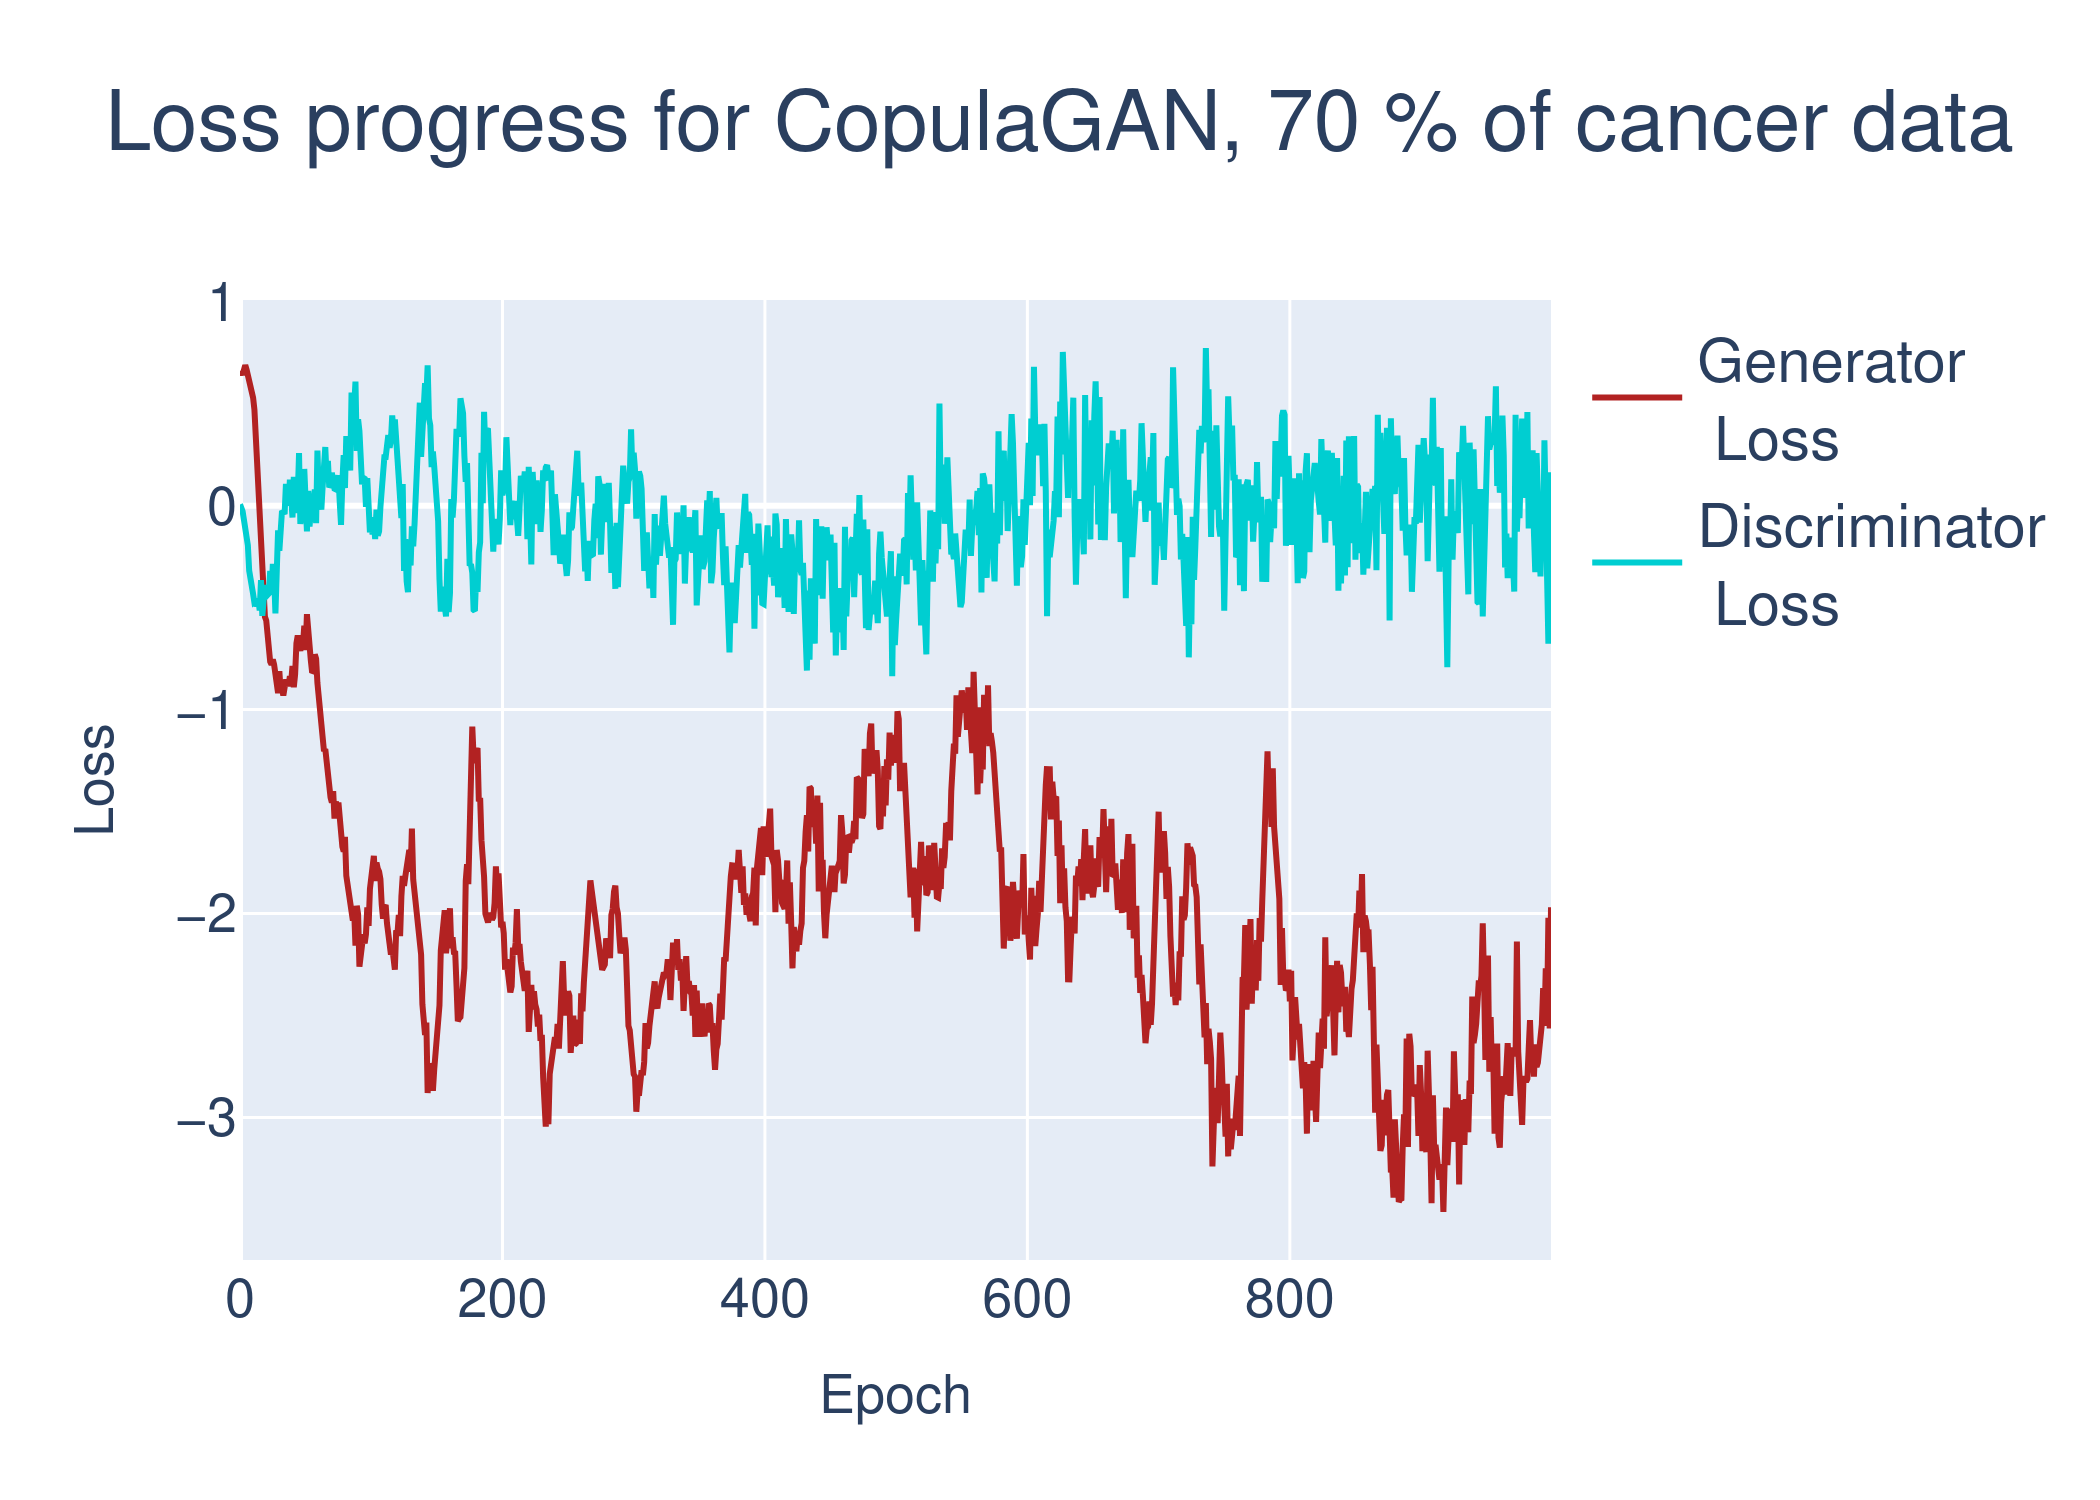 Loss progress for CopulaGAN, 70 % of cancer data
1
0
−1
−2
−3
Loss
0 200 400 600 800
Epoch
Generator
Loss
Discriminator
Loss